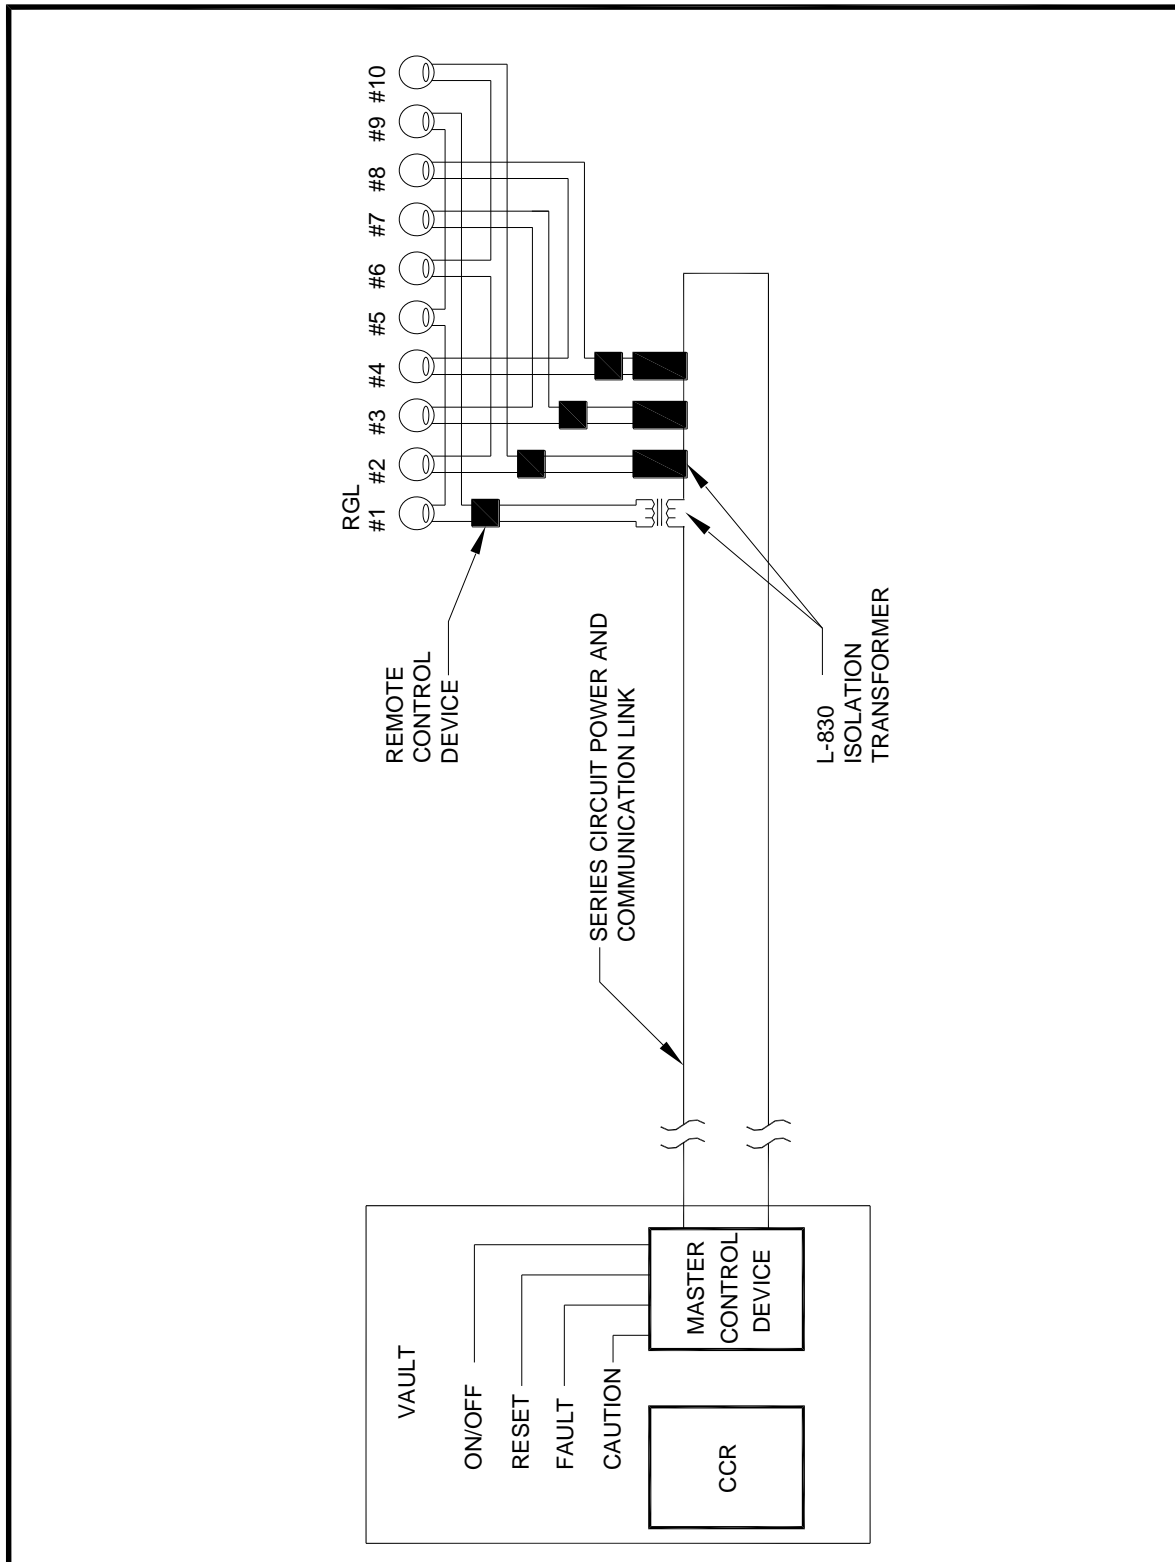 RGL
#1
#2
#3
#4
#5
#6
#7
#8
#9
#10
REMOTE
CONTROL
DEVICE
SERIES CIRCUIT POWER AND
COMMUNICATION LINK
L-830
ISOLATION
TRANSFORMER
VAULT
ON/OFF
RESET
FAULT
CAUTION
MASTER
CONTROL
DEVICE
CCR